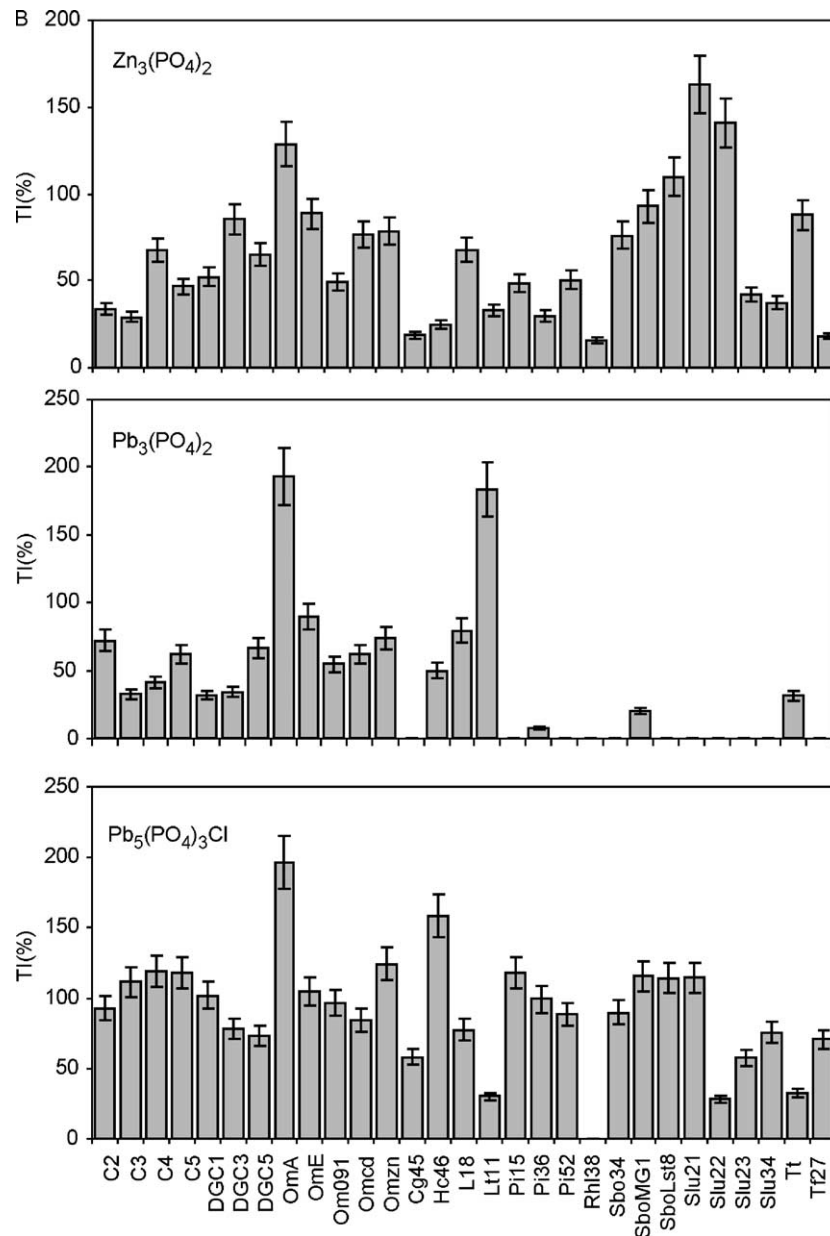 B
200
Zn₃(PO₄)₂
150
TI(%)
100
50
0
250
Pb₃(PO₄)₂
200
150
TI(%)
100
50
0
250
Pb₅(PO₄)₃Cl
200
150
TI(%)
100
50
0
C2
C3
C4
C5
DGC1
DGC3
DGC5
OmA
OmE
Om091
Omcd
Omzn
Cg45
Hc46
L18
Lt11
Pi15
Pi36
Pi52
Rhl38
Sbo34
SboMG1
SboLst8
Slu21
Slu22
Slu23
Slu34
Tt
Tf27